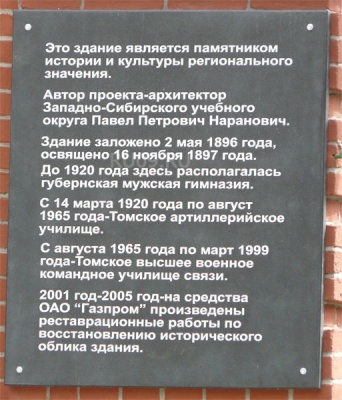 Это здание является памятником
истории и культуры регионального
значения.
Автор проекта-архитектор
Западно-Сибирского учебного
округа Павел Петрович Наранович.
Здание заложено 2 мая 1896 года,
освящено 16 ноября 1897 года.
До 1920 года здесь располагалась
губернская мужская гимназия.
С 14 марта 1920 года по август
1965 года-Томское артиллерийское
училище.
С августа 1965 года по март 1999
года-Томское высшее военное
командное училище связи.
2001 год-2005 год-на средства
ОАО “Газпром” произведены
реставрационные работы по
восстановлению исторического
облика здания.